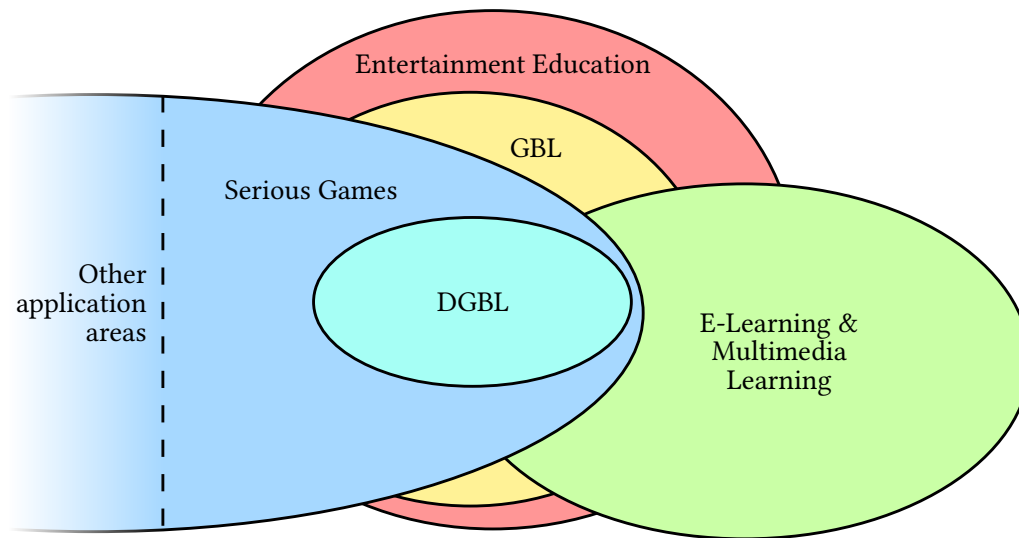 Entertainment Education
GBL
Serious Games
Other
application
areas
DGBL
E-Learning &
Multimedia
Learning